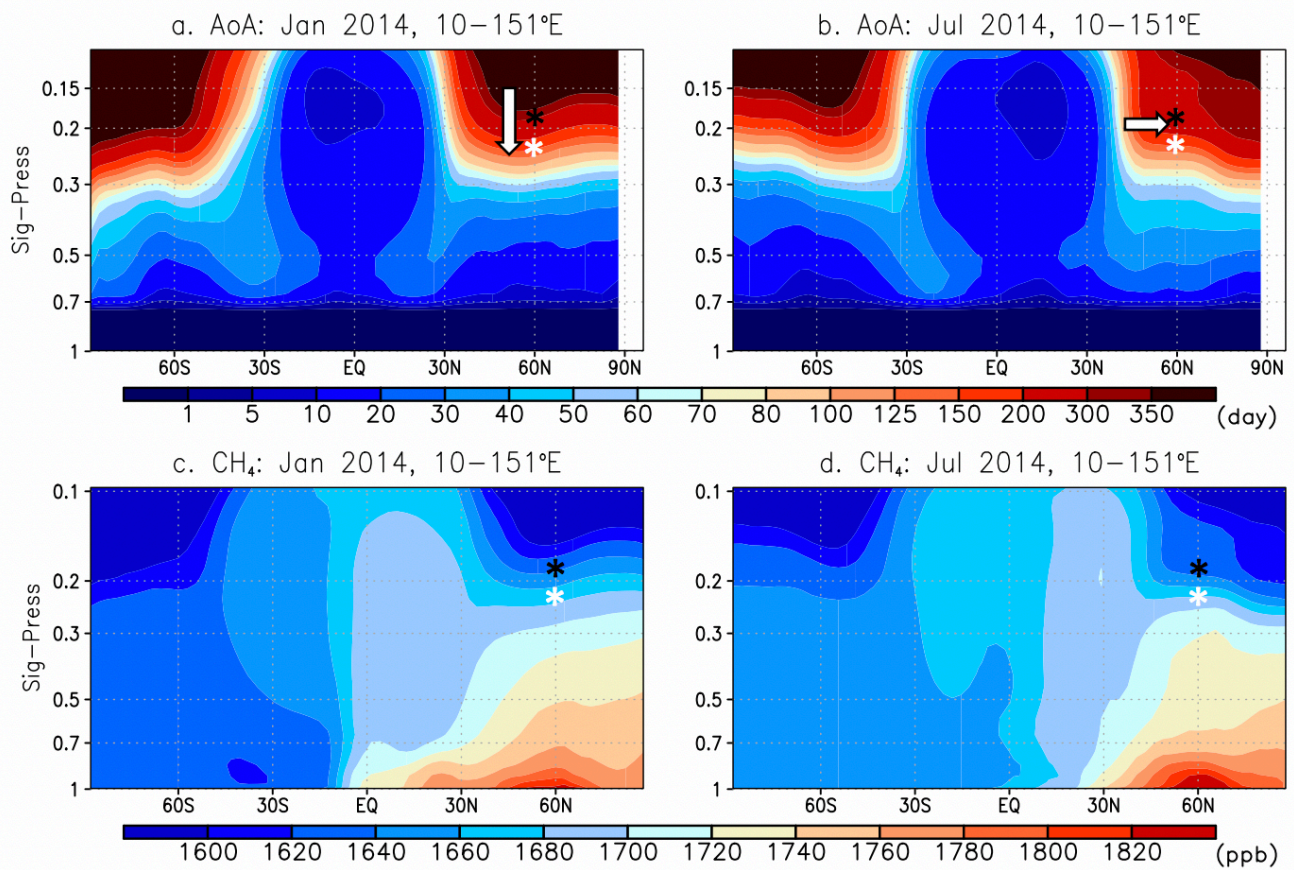 a. AoA: Jan 2014, 10-151°E
b. AoA: Jul 2014, 10-151°E
Sig-Press
0.15
0.2
0.3
0.5
0.7
1
60S 30S EQ 30N 60N 90N
0.15
0.2
0.3
0.5
0.7
1
60S 30S EQ 30N 60N 90N
1 5 10 20 30 40 50 60 70 80 100 125 150 200 300 350 (day)
c. CH₄: Jan 2014, 10-151°E
d. CH₄: Jul 2014, 10-151°E
Sig-Press
0.1
0.2
0.3
0.5
0.7
1
60S 30S EQ 30N 60N
0.1
0.2
0.3
0.5
0.7
1
60S 30S EQ 30N 60N
1600 1620 1640 1660 1680 1700 1720 1740 1760 1780 1800 1820 (ppb)